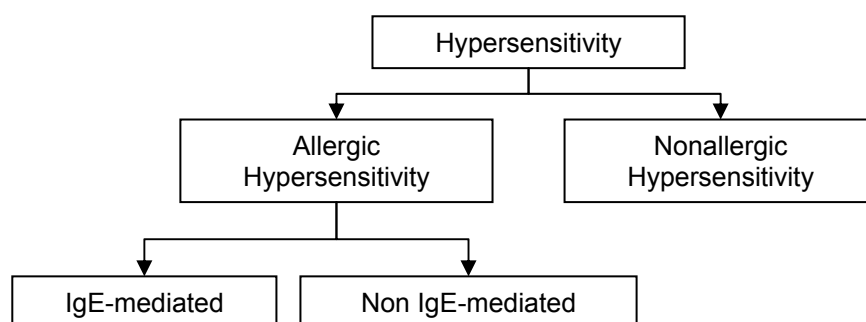 Hypersensitivity
Allergic
Hypersensitivity
Nonallergic
Hypersensitivity
IgE-mediated
Non IgE-mediated